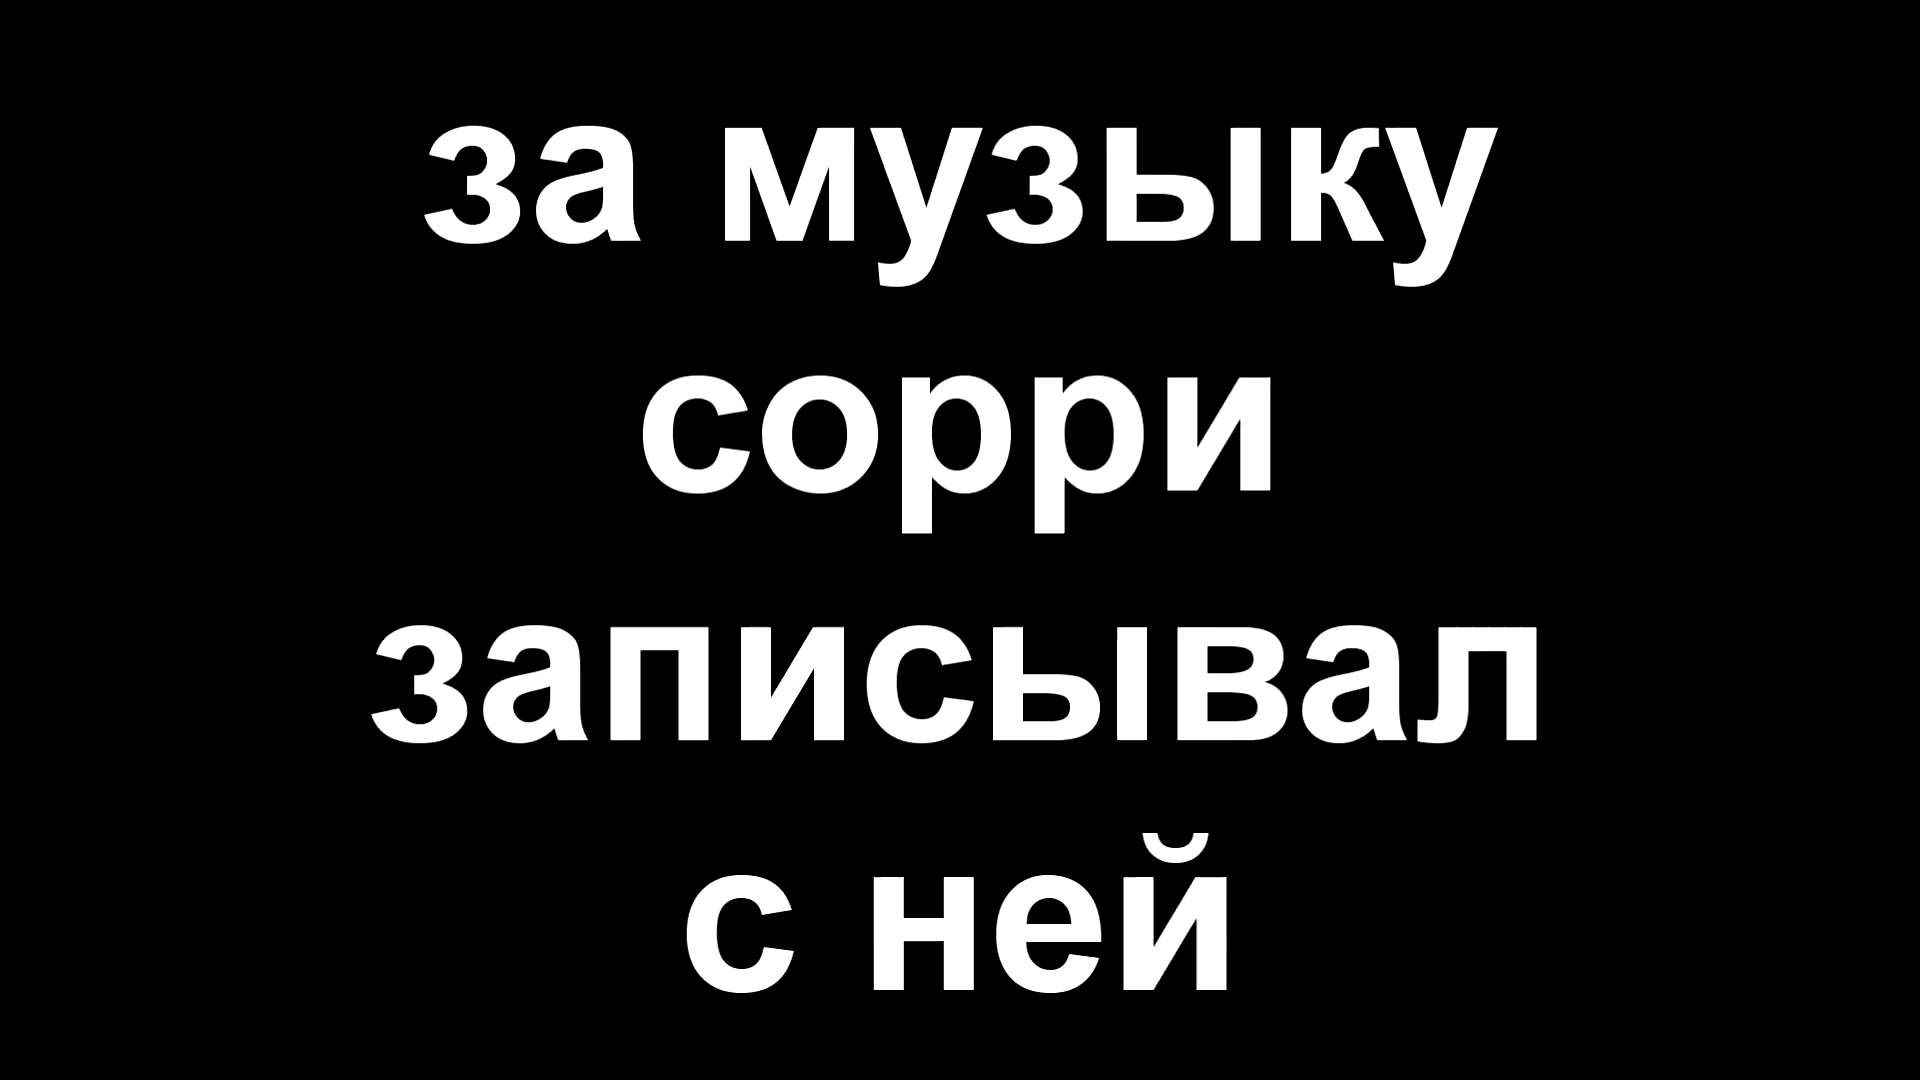 за музыку
сорри
записывал
с ней